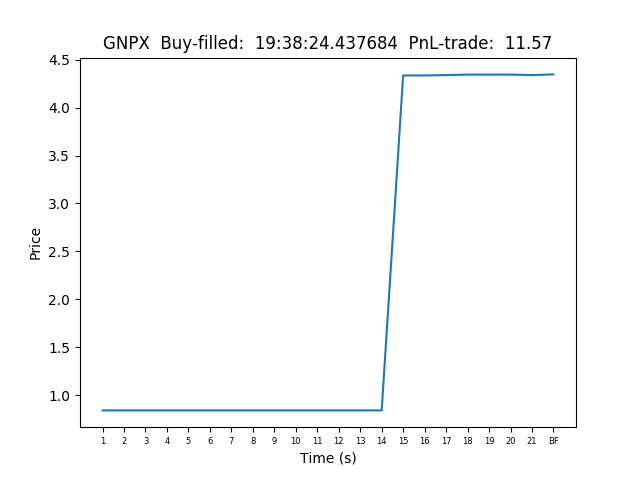 GNPX  Buy-filled:  19:38:24.437684  PnL-trade:  11.57
4.5
4.0
3.5
3.0
2.5
2.0
1.5
1.0
Price
1 2 3 4 5 6 7 8 9 10 11 12 13 14 15 16 17 18 19 20 21 BF
Time (s)